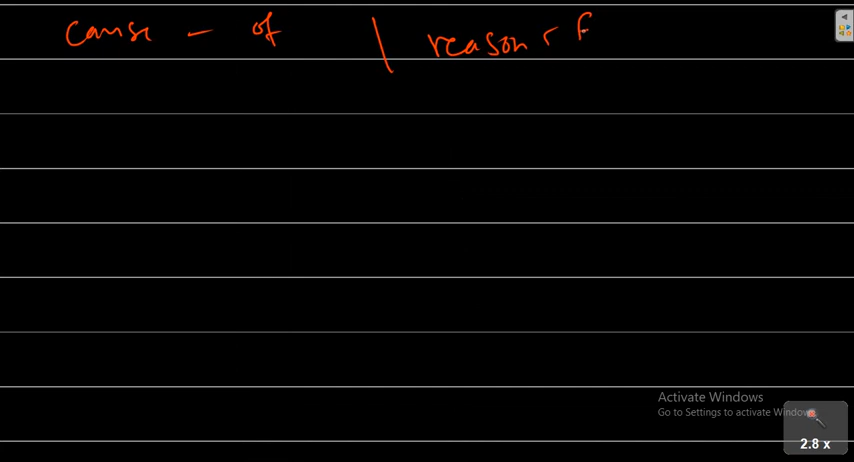 cause - of | reason - f
Activate Windows
Go to Settings to activate Windows.
2.8 x